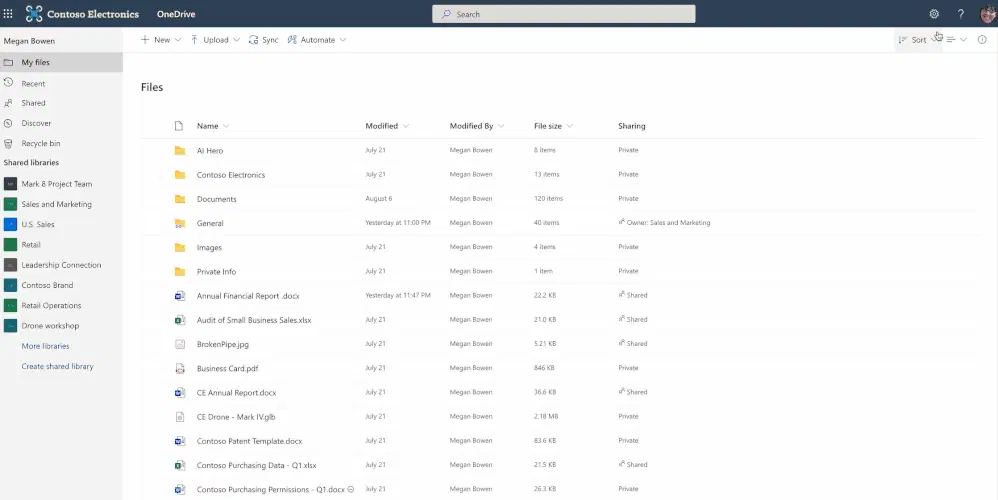 Contoso Electronics OneDrive Search ?
Megan Bowen
New Upload Sync Automate Sort
My files
Recent
Shared
Discover
Recycle bin
Shared libraries
Mark 8 Project Team
Sales and Marketing
U.S. Sales
Retail
Leadership Connection
Contoso Brand
Retail Operations
Drone workshop
More libraries
Create shared library
Files
Name Modified Modified By File size Sharing
AI Hero July 21 Megan Bowen 8 items Private
Contoso Electronics July 21 Megan Bowen 13 items Private
Documents August 6 Megan Bowen 120 items Private
General Yesterday at 11:00 PM Megan Bowen 40 items Owner: Sales and Marketing
Images July 21 Megan Bowen 4 items Private
Private Info July 21 Megan Bowen 1 item Private
Annual Financial Report .docx Yesterday at 11:47 PM Megan Bowen 22.2 KB Shared
Audit of Small Business Sales.xlsx July 21 Megan Bowen 21.0 KB Shared
BrokenPipe.jpg July 21 Megan Bowen 5.21 KB Shared
Business Card.pdf July 21 Megan Bowen 846 KB Private
CE Annual Report.docx July 21 Megan Bowen 36.6 KB Shared
CE Drone - Mark IV.glb July 21 Megan Bowen 2.18 MB Private
Contoso Patent Template.docx July 21 Megan Bowen 83.6 KB Private
Contoso Purchasing Data - Q1.xlsx July 21 Megan Bowen 21.5 KB Shared
Contoso Purchasing Permissions - Q1.docx July 21 Megan Bowen 26.3 KB Private